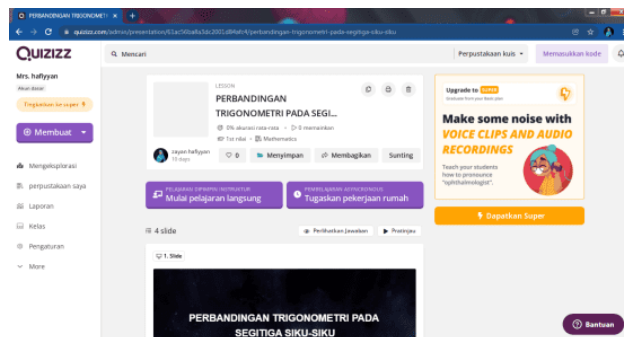 PERBANDINGAN TRIGONOMETI
quizizz.com/admin/presentation/61ac56ba8a3dc2001d84efc4/perbandingan-trigonometri-pada-segitiga-siku-siku
QUIZIZZ
Mencari
Perpustakaan kuis
Memasukkan kode
Mrs. hafiyyan
Akun dasar
Tingkatkan ke super
Membuat
Mengeksplorasi
perpustakaan saya
Laporan
Kelas
Pengaturan
More
LESSON
PERBANDINGAN
TRIGONOMETRI PADA SEGI...
0% akurasi rata-rata • 0 memainkan
1st nilai • Mathematics
zayan hafiyyan
10 days
0
Menyimpan
Membagikan
Sunting
PELAJARAN DIPIMPIN INSTRUKTUR
Mulai pelajaran langsung
Tugaskan pekerjaan rumah
4 slide
Perlihatkan Jawaban
Pratinjau
1. Slide
PERBANDINGAN TRIGONOMETRI PADA
SEGITIGA SIKU-SIKU
Upgrade to SUPER
Make some noise with
VOICE CLIPS AND AUDIO
RECORDINGS
Teach your students
how to pronounce
"ophthalmologist".
Dapatkan Super
Bantuan